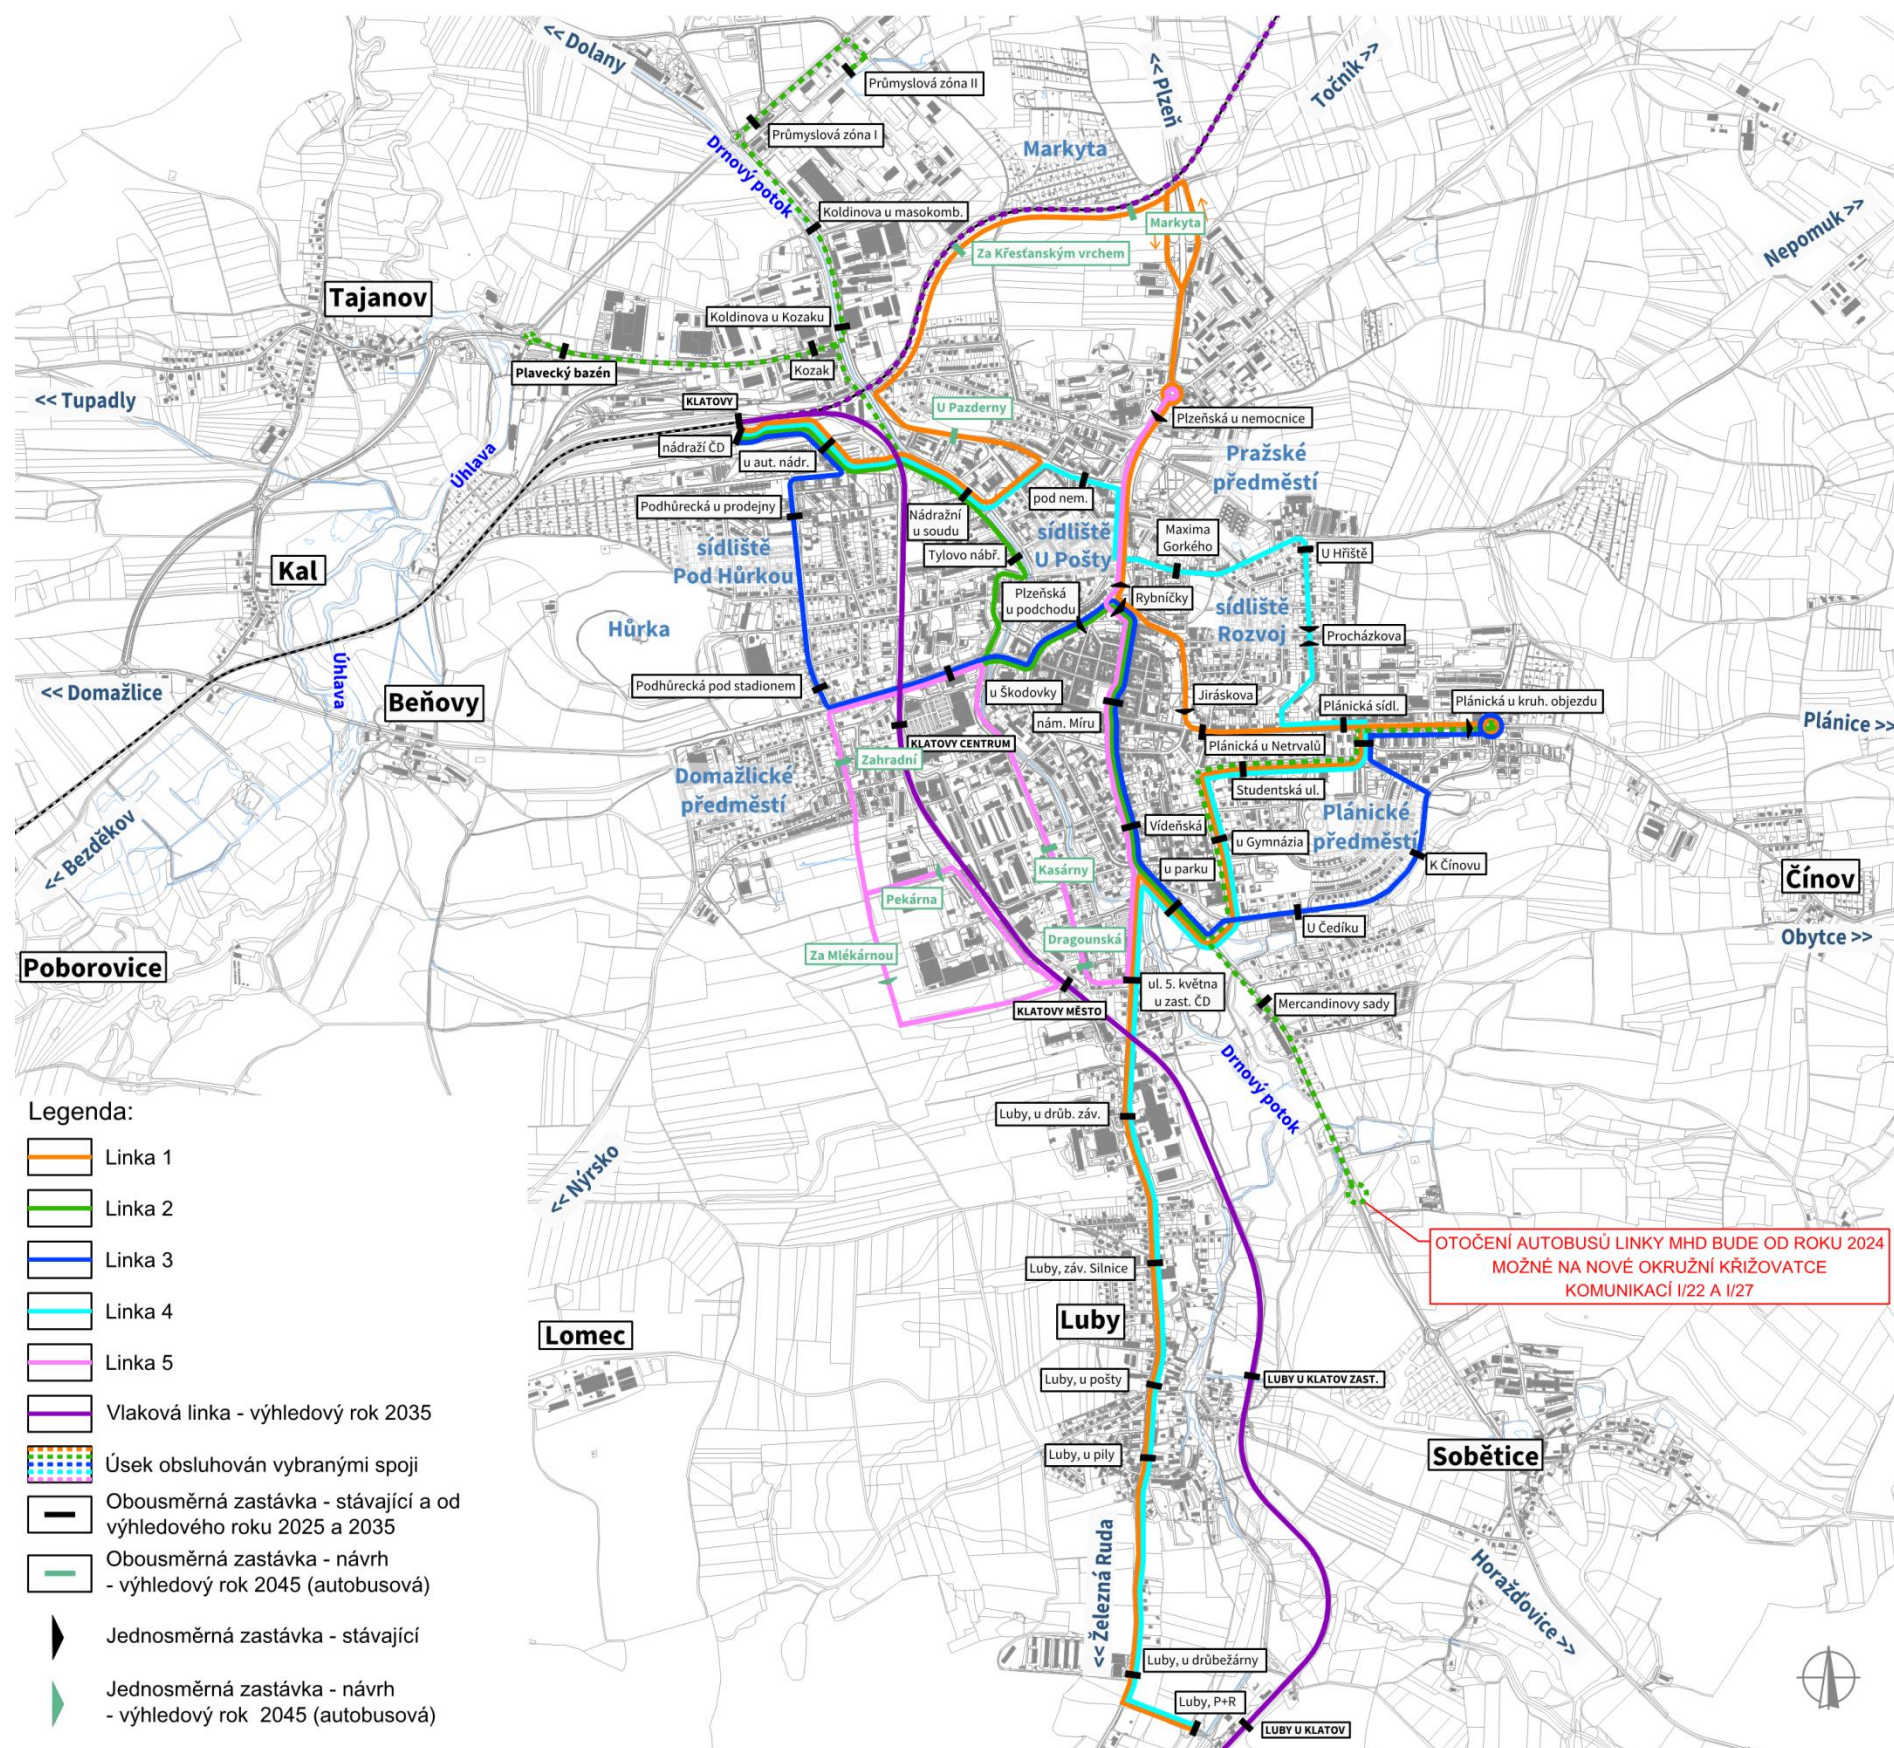 << Dolany
<< Plzeň
Točník >>
Průmyslová zóna II
Průmyslová zóna I
Drnový potok
Markyta
Koldinova u masokomb.
Markyta
Nepomuk >>
Za Křesťanským vrchem
Tajanov
Koldinova u Kozaku
Plavecký bazén
Kozak
<< Tupadly
KLATOVY
U Pazderny
Plzeňská u nemocnice
nádraží ČD
u aut. nádr.
Úhlava
Pražské
předměstí
Podhůrecká u prodejny
pod nem.
Nádražní
u soudu
sídliště
U Pošty
Maxima
Gorkého
U Hřiště
sídliště
Pod Hůrkou
Tylovo nábř.
Kal
Plzeňská
u podchodu
Rybníčky
sídliště
Rozvoj
Procházkova
Hůrka
Úhlava
<< Domažlice
Beňovy
Podhůrecká pod stadionem
u Škodovky
Jiráskova
Plánická sídl.
Plánická u kruh. objezdu
nám. Míru
Plánice >>
KLATOVY CENTRUM
Plánická u Netrvalů
Zahradní
Domažlické
předměstí
Studentská ul.
Plánické
předměstí
Vídeňská
u Gymnázia
<< Bezděkov
Kasárny
u parku
K Čínovu
Čínov
Pekárna
U Čedíku
Obytce >>
Dragounská
Za Mlékárnou
Poborovice
ul. 5. května
u zast. ČD
Mercandinovy sady
KLATOVY MĚSTO
Drnový potok
Luby, u drůb. záv.
<< Nýrsko
OTOČENÍ AUTOBUSŮ LINKY MHD BUDE OD ROKU 2024
MOŽNÉ NA NOVÉ OKRUŽNÍ KŘIŽOVATCE
KOMUNIKACÍ I/22 A I/27
Luby, záv. Silnice
Luby
Lomec
Luby, u pošty
LUBY U KLATOV ZAST.
Luby, u pily
Sobětice
<< Železná Ruda
Horažďovice >>
Luby, u drůbežárny
Luby, P+R
LUBY U KLATOV
Legenda:
Linka 1
Linka 2
Linka 3
Linka 4
Linka 5
Vlaková linka - výhledový rok 2035
Úsek obsluhován vybranými spoji
Obousměrná zastávka - stávající a od
výhledového roku 2025 a 2035
Obousměrná zastávka - návrh
- výhledový rok 2045 (autobusová)
Jednosměrná zastávka - stávající
Jednosměrná zastávka - návrh
- výhledový rok 2045 (autobusová)